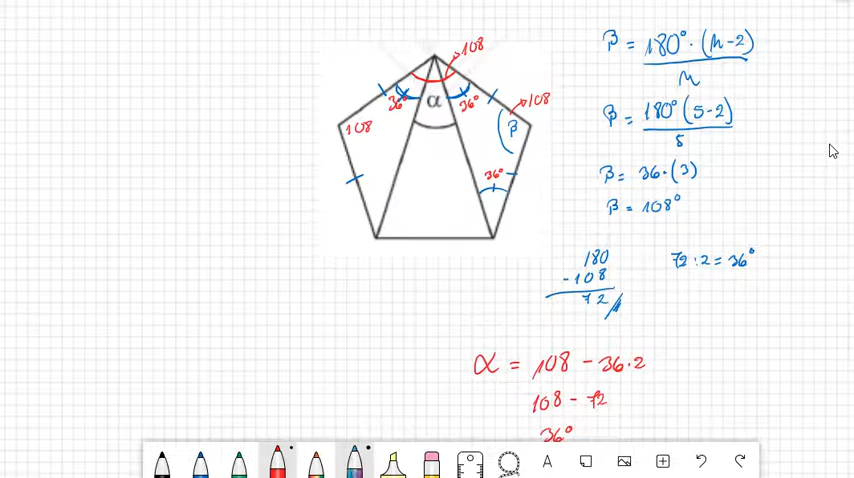 108
36°
α
36°
108
108
β
36°
β = 180° · (n-2)
n
β = 180° (5-2)
5
β = 36 · (3)
β = 108°
180
- 108
72
72 : 2 = 36°
α = 108 - 36 · 2
108 - 72
36°
A